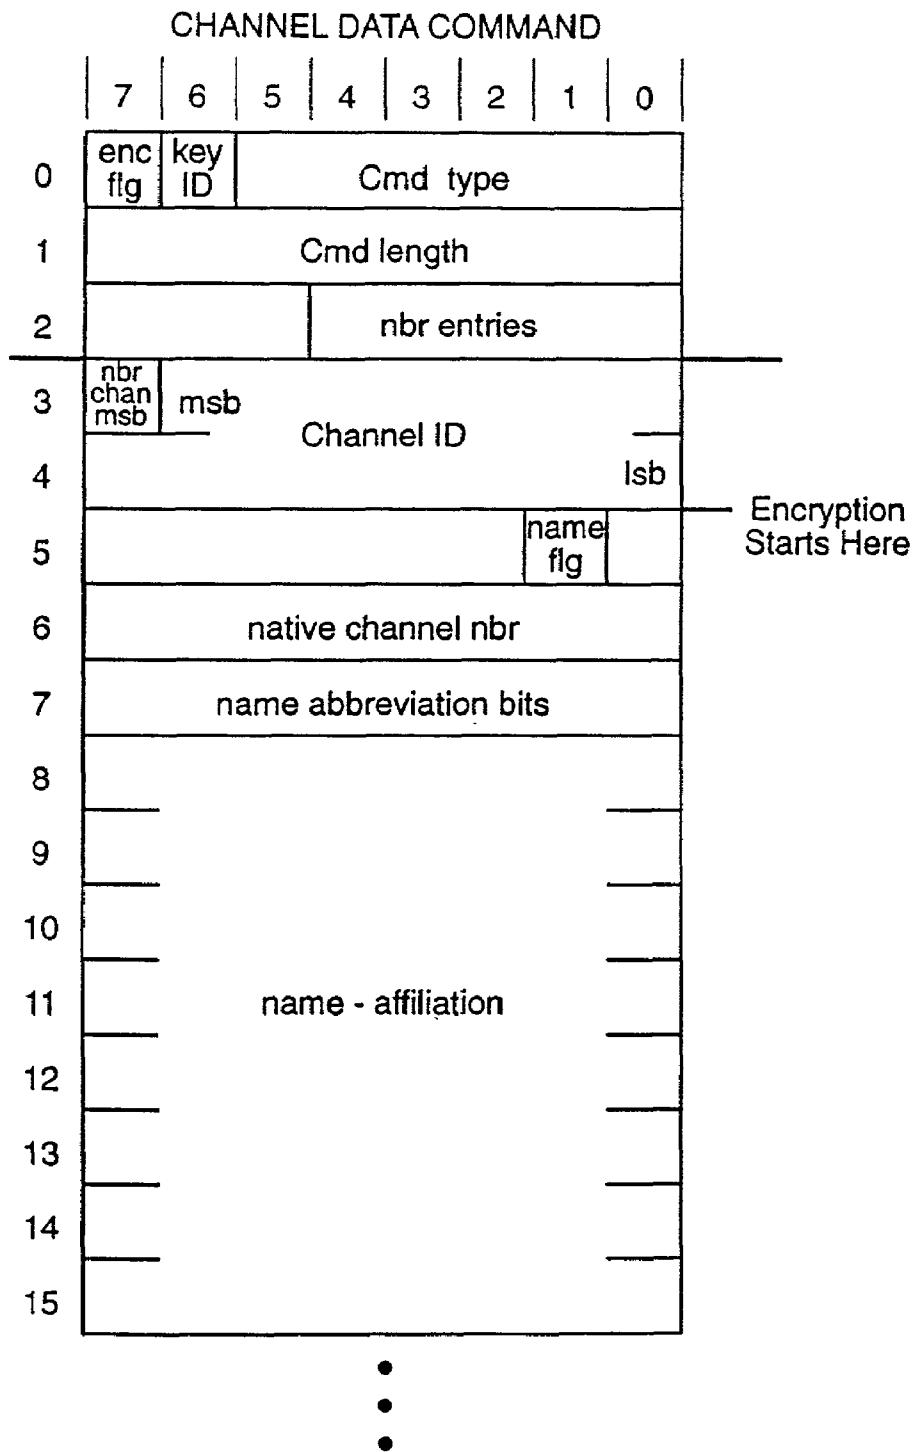 CHANNEL DATA COMMAND
7 6 5 4 3 2 1 0
0 enc flg key ID Cmd type
1 Cmd length
2 nbr entries
3 nbr chan msb msb
Channel ID
4 lsb
Encryption
Starts Here
5 name flg
6 native channel nbr
7 name abbreviation bits
8
9
10
11 name - affiliation
12
13
14
15